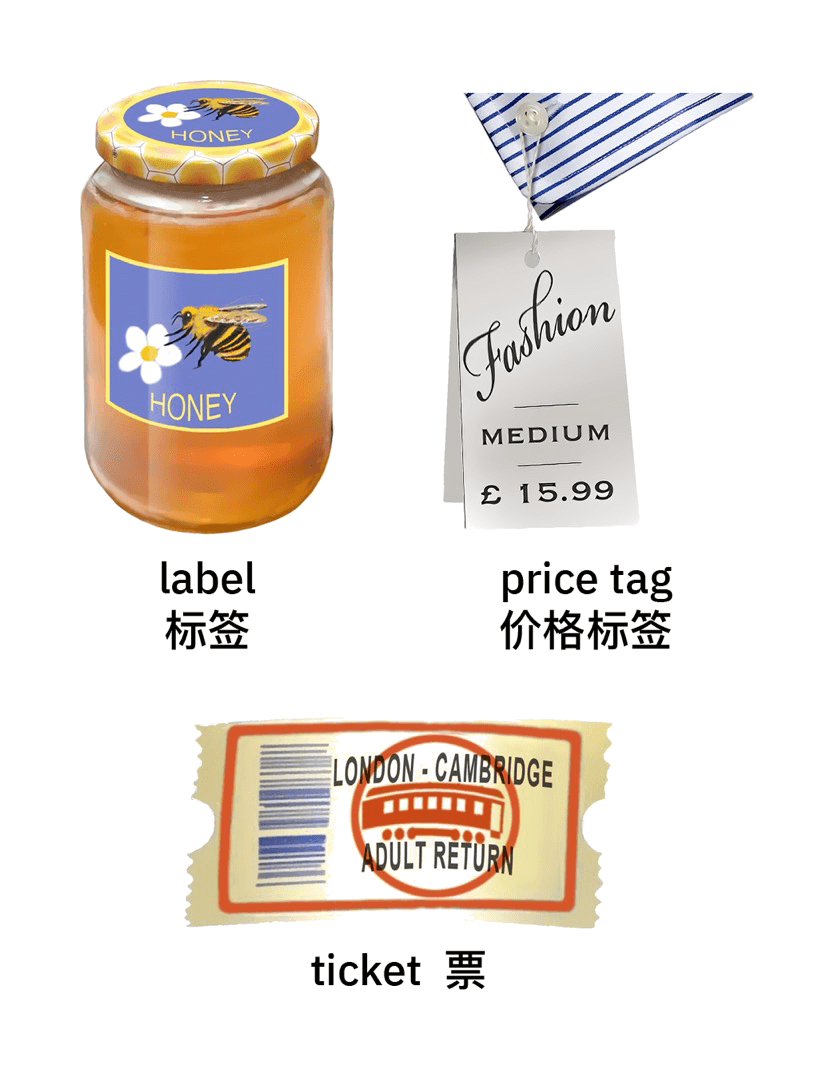 HONEY
HONEY
Fashion
MEDIUM
£ 15.99
label
标签
price tag
价格标签
LONDON - CAMBRIDGE
ADULT RETURN
ticket 票